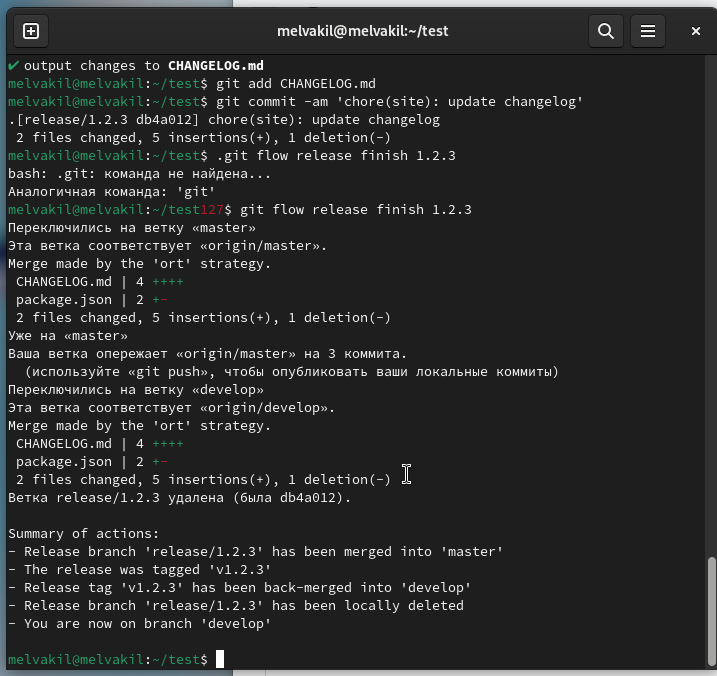 melvakil@melvakil:~/test
✔ output changes to CHANGELOG.md
melvakil@melvakil:~/test$ git add CHANGELOG.md
melvakil@melvakil:~/test$ git commit -am 'chore(site): update changelog'
.[release/1.2.3 db4a012] chore(site): update changelog
 2 files changed, 5 insertions(+), 1 deletion(-)
melvakil@melvakil:~/test$ .git flow release finish 1.2.3
bash: .git: команда не найдена...
Аналогичная команда: 'git'
melvakil@melvakil:~/test127$ git flow release finish 1.2.3
Переключились на ветку «master»
Эта ветка соответствует «origin/master».
Merge made by the 'ort' strategy.
 CHANGELOG.md | 4 ++++
 package.json | 2 +-
 2 files changed, 5 insertions(+), 1 deletion(-)
Уже на «master»
Ваша ветка опережает «origin/master» на 3 коммита.
  (используйте «git push», чтобы опубликовать ваши локальные коммиты)
Переключились на ветку «develop»
Эта ветка соответствует «origin/develop».
Merge made by the 'ort' strategy.
 CHANGELOG.md | 4 ++++
 package.json | 2 +-
 2 files changed, 5 insertions(+), 1 deletion(-)
Ветка release/1.2.3 удалена (была db4a012).
Summary of actions:
- Release branch 'release/1.2.3' has been merged into 'master'
- The release was tagged 'v1.2.3'
- Release tag 'v1.2.3' has been back-merged into 'develop'
- Release branch 'release/1.2.3' has been locally deleted
- You are now on branch 'develop'
melvakil@melvakil:~/test$